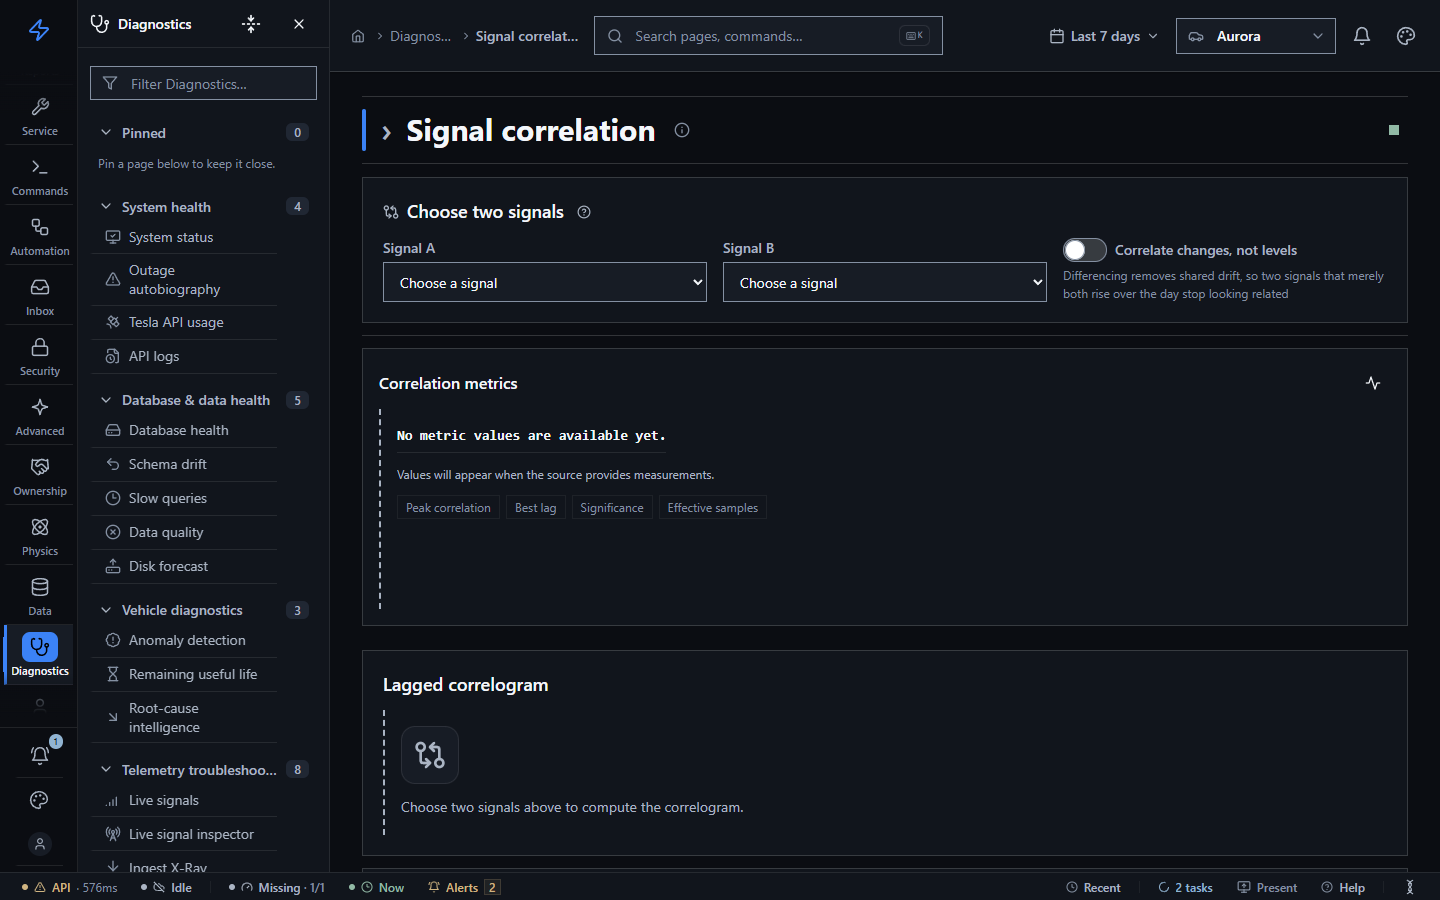 Service
Commands
Automation
Inbox
Security
Advanced
Ownership
Physics
Data
Diagnostics
1
Diagnostics
Filter Diagnostics...
Pinned
0
Pin a page below to keep it close.
System health
4
System status
Outage
autobiography
Tesla API usage
API logs
Database & data health
5
Database health
Schema drift
Slow queries
Data quality
Disk forecast
Vehicle diagnostics
3
Anomaly detection
Remaining useful life
Root-cause
intelligence
Telemetry troubleshoo...
8
Live signals
Live signal inspector
Ingest X-Ray
Diagnos...
Signal correlat...
Search pages, commands...
K
Last 7 days
Aurora
Signal correlation
Choose two signals
Signal A
Choose a signal
Signal B
Choose a signal
Correlate changes, not levels
Differencing removes shared drift, so two signals that merely
both rise over the day stop looking related
Correlation metrics
No metric values are available yet.
Values will appear when the source provides measurements.
Peak correlation
Best lag
Significance
Effective samples
Lagged correlogram
Choose two signals above to compute the correlogram.
API · 576ms
Idle
Missing · 1/1
Now
Alerts 2
Recent
2 tasks
Present
Help